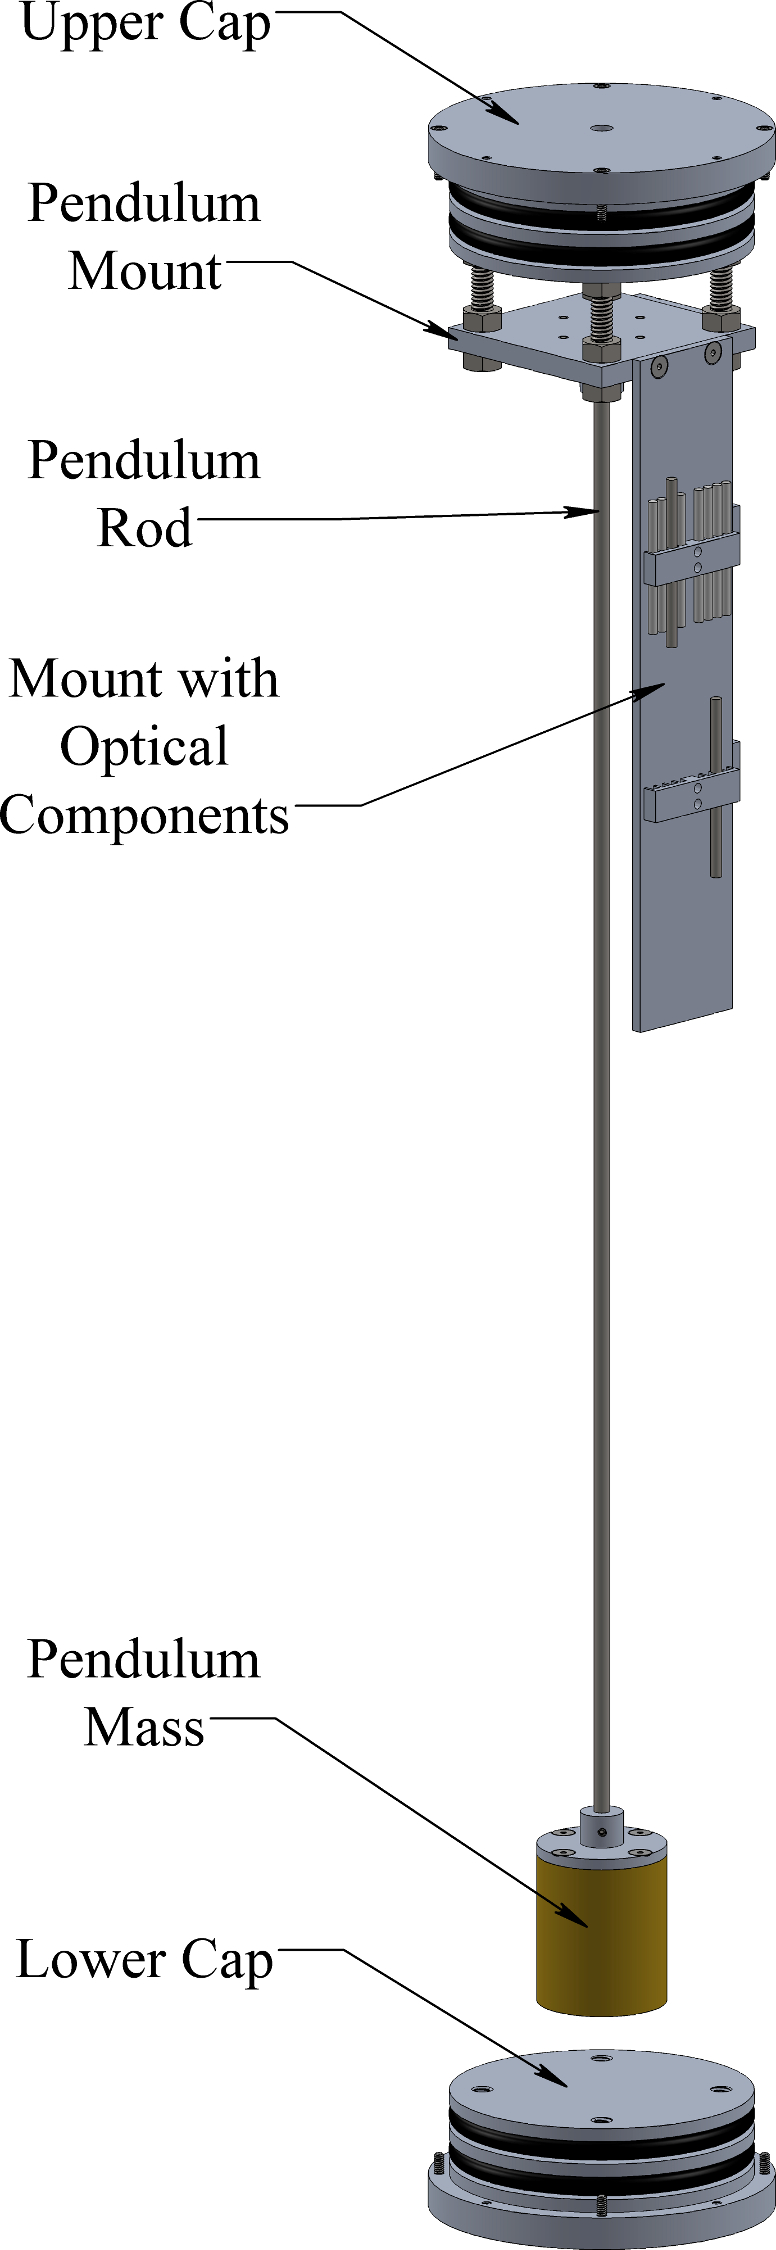 Upper Cap
Pendulum
Mount
Pendulum
Rod
Mount with
Optical
Components
Pendulum
Mass
Lower Cap